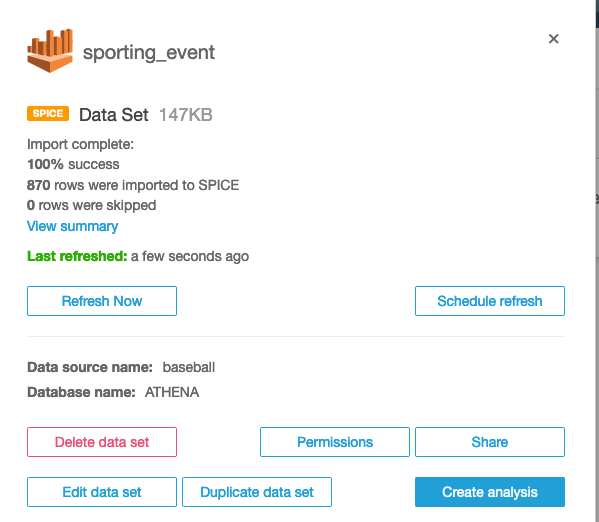 sporting_event
×
SPICE Data Set 147KB
Import complete:
100% success
870 rows were imported to SPICE
0 rows were skipped
View summary
Last refreshed: a few seconds ago
Refresh Now Schedule refresh
Data source name: baseball
Database name: ATHENA
Delete data set Permissions Share
Edit data set Duplicate data set Create analysis